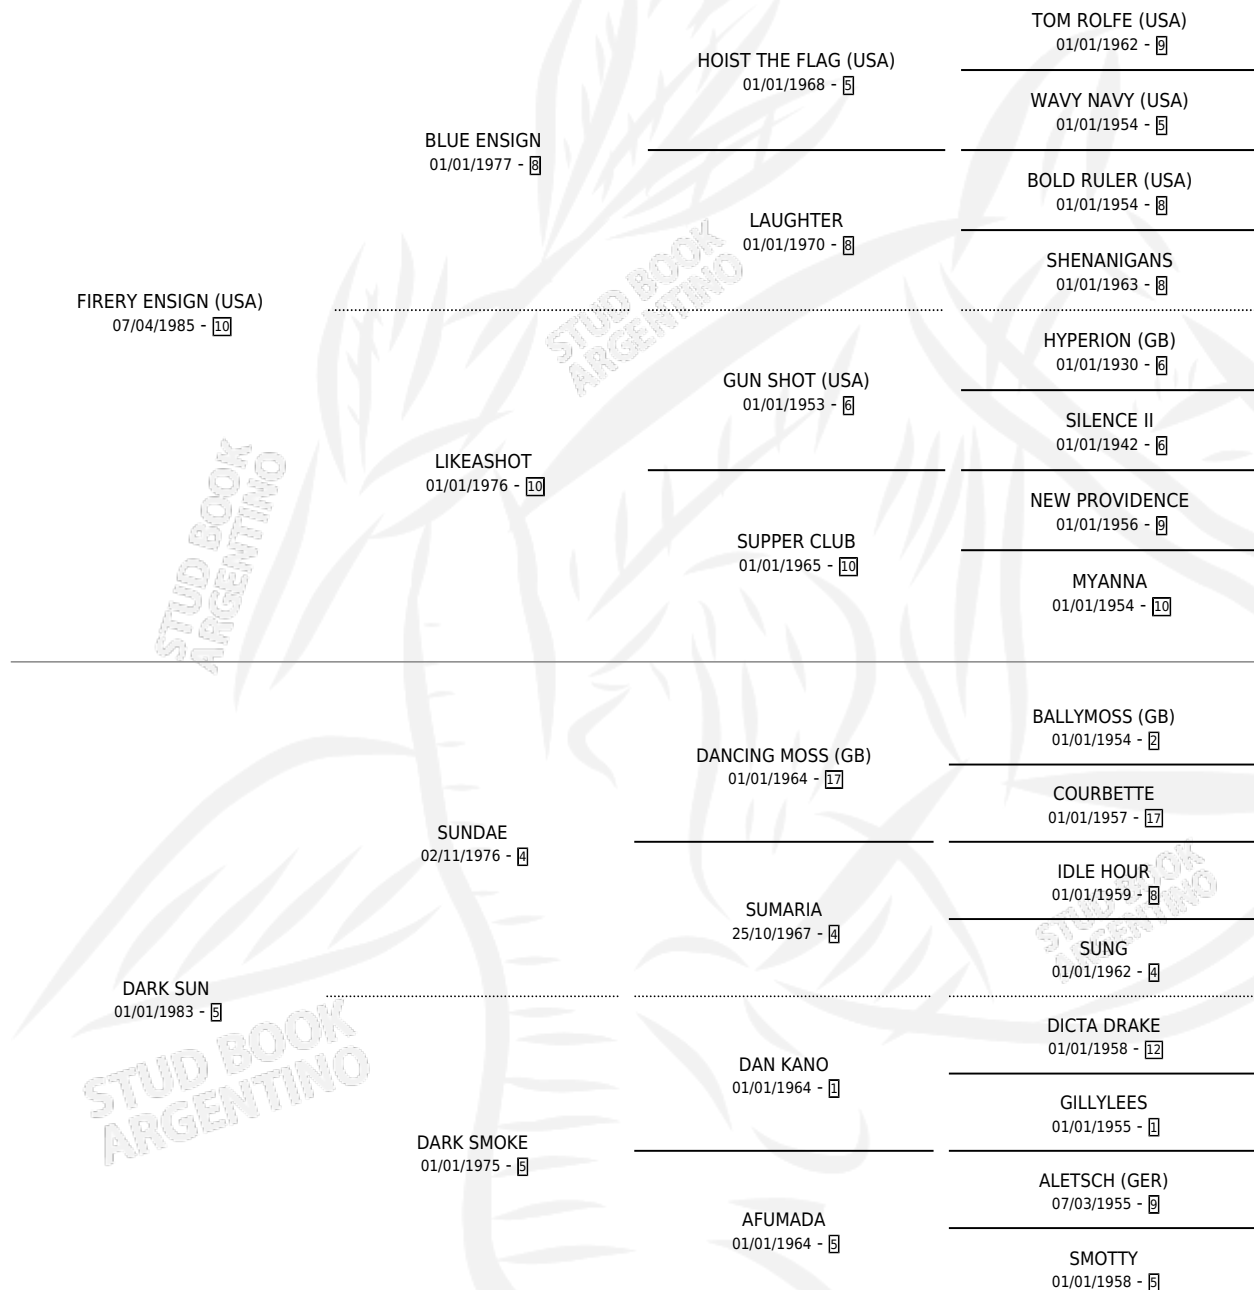 TOM ROLFE (USA)
01/01/1962 - 9
HOIST THE FLAG (USA)
01/01/1968 - 5
WAVY NAVY (USA)
01/01/1954 - 5
BLUE ENSIGN
01/01/1977 - 8
BOLD RULER (USA)
01/01/1954 - 8
LAUGHTER
01/01/1970 - 8
SHENANIGANS
01/01/1963 - 8
FIRERY ENSIGN (USA)
07/04/1985 - 10
HYPERION (GB)
01/01/1930 - 6
GUN SHOT (USA)
01/01/1953 - 6
SILENCE II
01/01/1942 - 6
LIKEASHOT
01/01/1976 - 10
NEW PROVIDENCE
01/01/1956 - 9
SUPPER CLUB
01/01/1965 - 10
MYANNA
01/01/1954 - 10
BALLYMOSS (GB)
01/01/1954 - 2
DANCING MOSS (GB)
01/01/1964 - 17
COURBETTE
01/01/1957 - 17
SUNDAE
02/11/1976 - 4
IDLE HOUR
01/01/1959 - 8
SUMARIA
25/10/1967 - 4
SUNG
01/01/1962 - 4
DARK SUN
01/01/1983 - 5
DICTA DRAKE
01/01/1958 - 12
DAN KANO
01/01/1964 - 1
GILLYLEES
01/01/1955 - 1
DARK SMOKE
01/01/1975 - 5
ALETSCH (GER)
07/03/1955 - 9
AFUMADA
01/01/1964 - 5
SMOTTY
01/01/1958 - 5
STUD BOOK
ARGENTINO
STUD BOOK
ARGENTINO
STUD BOOK
ARGENTINO
STUD BOOK
ARGENTINO